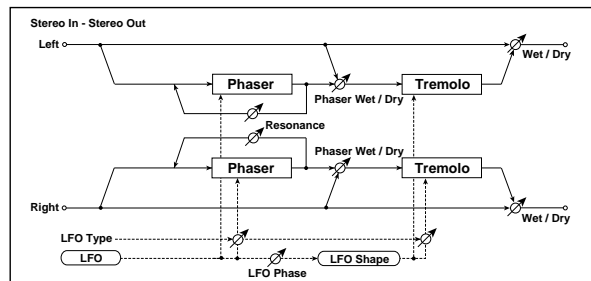 Stereo In - Stereo Out
Left
Wet / Dry
Phaser
Tremolo
Phaser Wet / Dry
Resonance
Phaser Wet / Dry
Phaser
Tremolo
Right
Wet / Dry
LFO Type
LFO
LFO Shape
LFO Phase